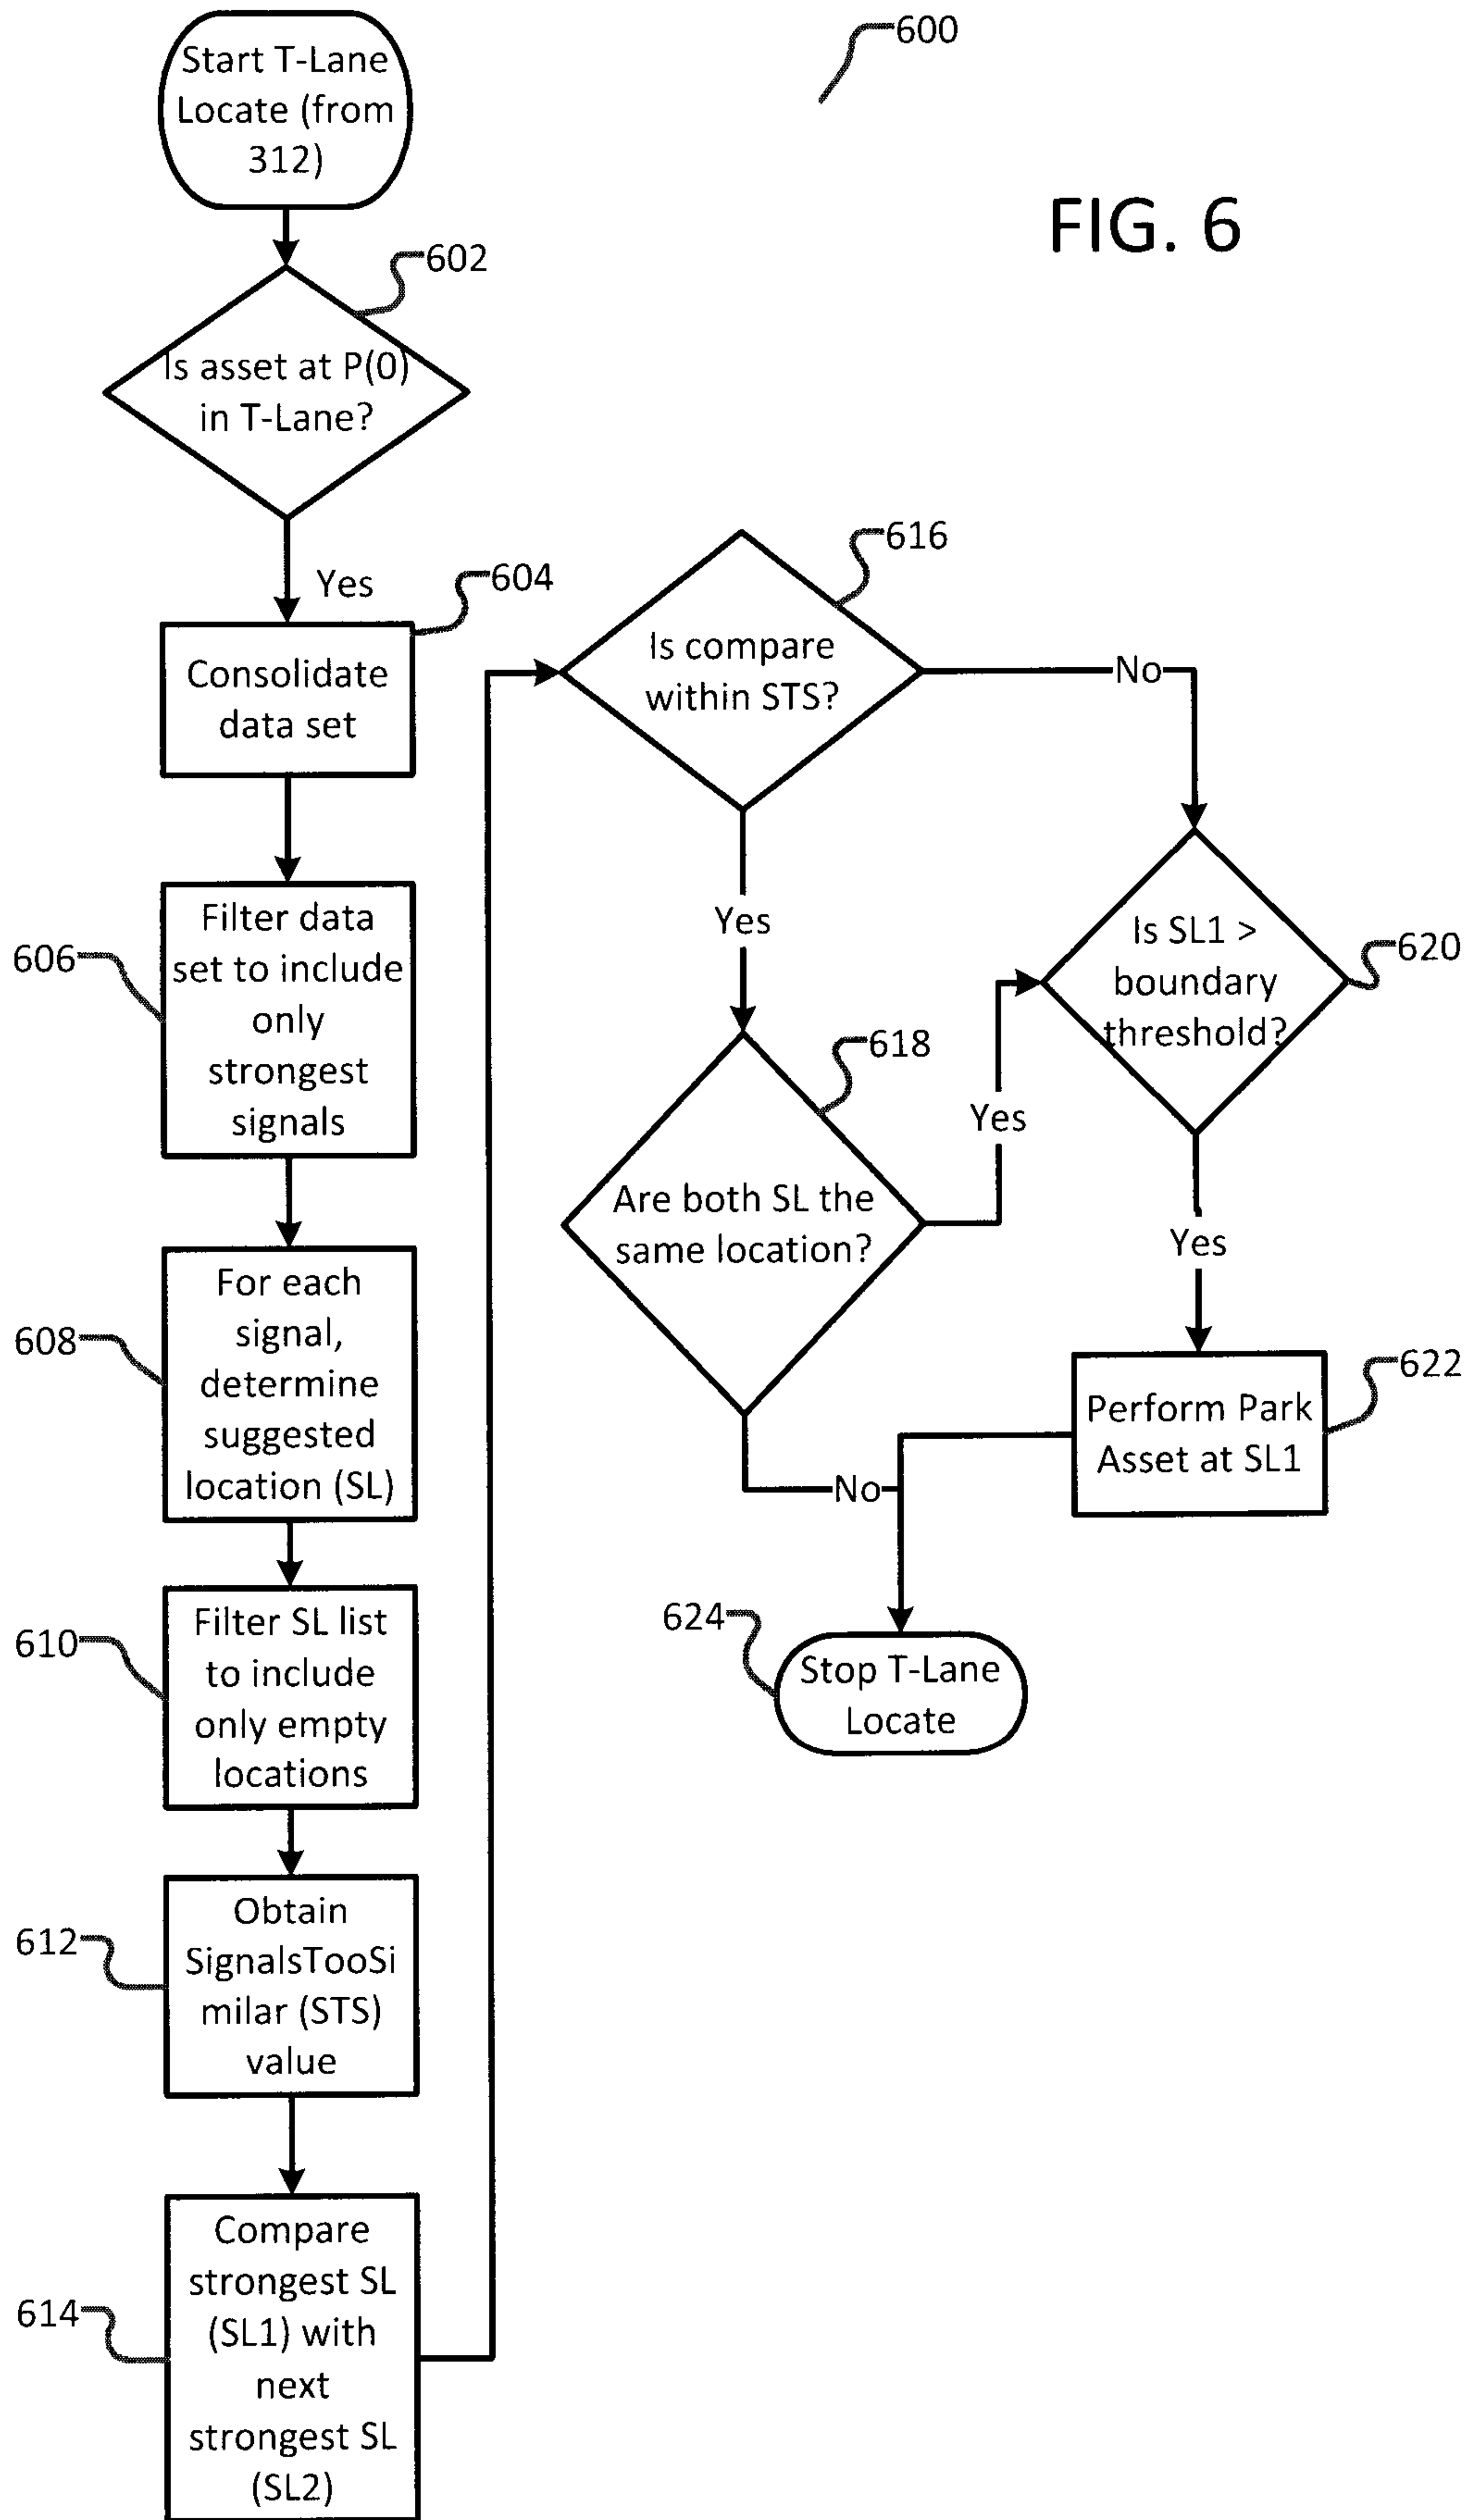 600
FIG. 6
Start T-Lane
Locate (from
312)
602
Is asset at P(0)
in T-Lane?
Yes
604
Consolidate
data set
606
Filter data
set to include
only
strongest
signals
608
For each
signal,
determine
suggested
location (SL)
610
Filter SL list
to include
only empty
locations
612
Obtain
SignalsTooSi
milar (STS)
value
614
Compare
strongest SL
(SL1) with
next
strongest SL
(SL2)
616
Is compare
within STS?
No
Yes
618
Are both SL the
same location?
Yes
No
620
Is SL1 >
boundary
threshold?
Yes
622
Perform Park
Asset at SL1
624
Stop T-Lane
Locate